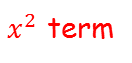 x² term